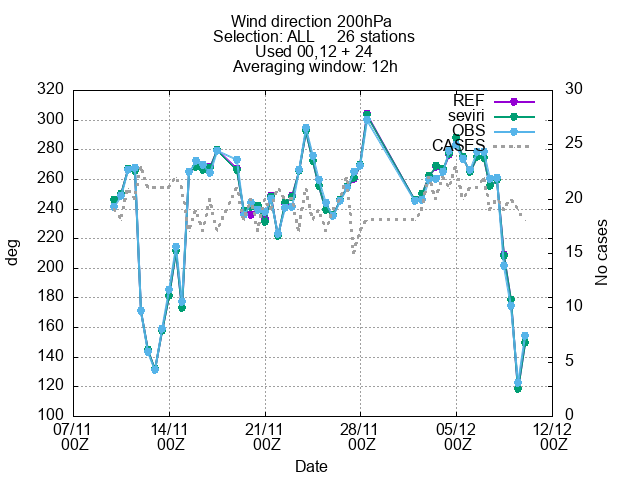 Wind direction 200hPa
Selection: ALL 26 stations
Used 00,12 + 24
Averaging window: 12h
REF
seviri
OBS
CASES
deg
320
300
280
260
240
220
200
180
160
140
120
100
No cases
30
25
20
15
10
5
0
07/11 14/11 21/11 28/11 05/12 12/12
00Z 00Z 00Z 00Z 00Z 00Z
Date